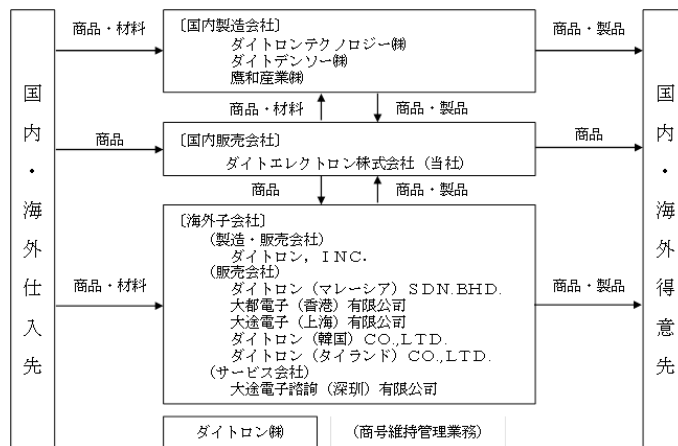 国内・海外仕入先
商品・材料
〔国内製造会社〕
ダイトロンテクノロジー㈱
ダイトデンソー㈱
鷹和産業㈱
商品・製品
商品・材料
商品・製品
商品
〔国内販売会社〕
ダイトエレクトロン株式会社（当社）
商品
商品
商品・製品
商品・材料
〔海外子会社〕
(製造・販売会社)
ダイトロン，ＩＮＣ.
(販売会社)
ダイトロン（マレーシア）ＳＤＮ.ＢＨＤ.
大都電子（香港）有限公司
大途電子（上海）有限公司
ダイトロン（韓国）ＣＯ.,ＬＴＤ.
ダイトロン（タイランド）ＣＯ.,ＬＴＤ.
(サービス会社)
大途電子諮詢（深圳）有限公司
商品・製品
国内・海外得意先
ダイトロン㈱
(商号維持管理業務)